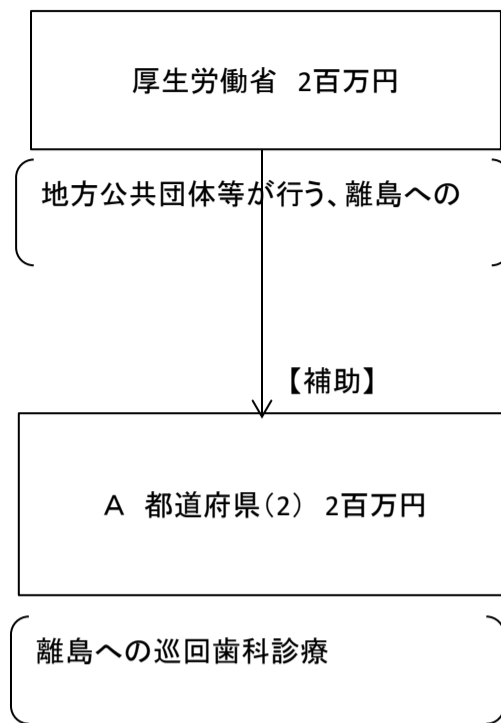 厚生労働省 2百万円
地方公共団体等が行う、離島への
【補助】
A 都道府県(2) 2百万円
離島への巡回歯科診療